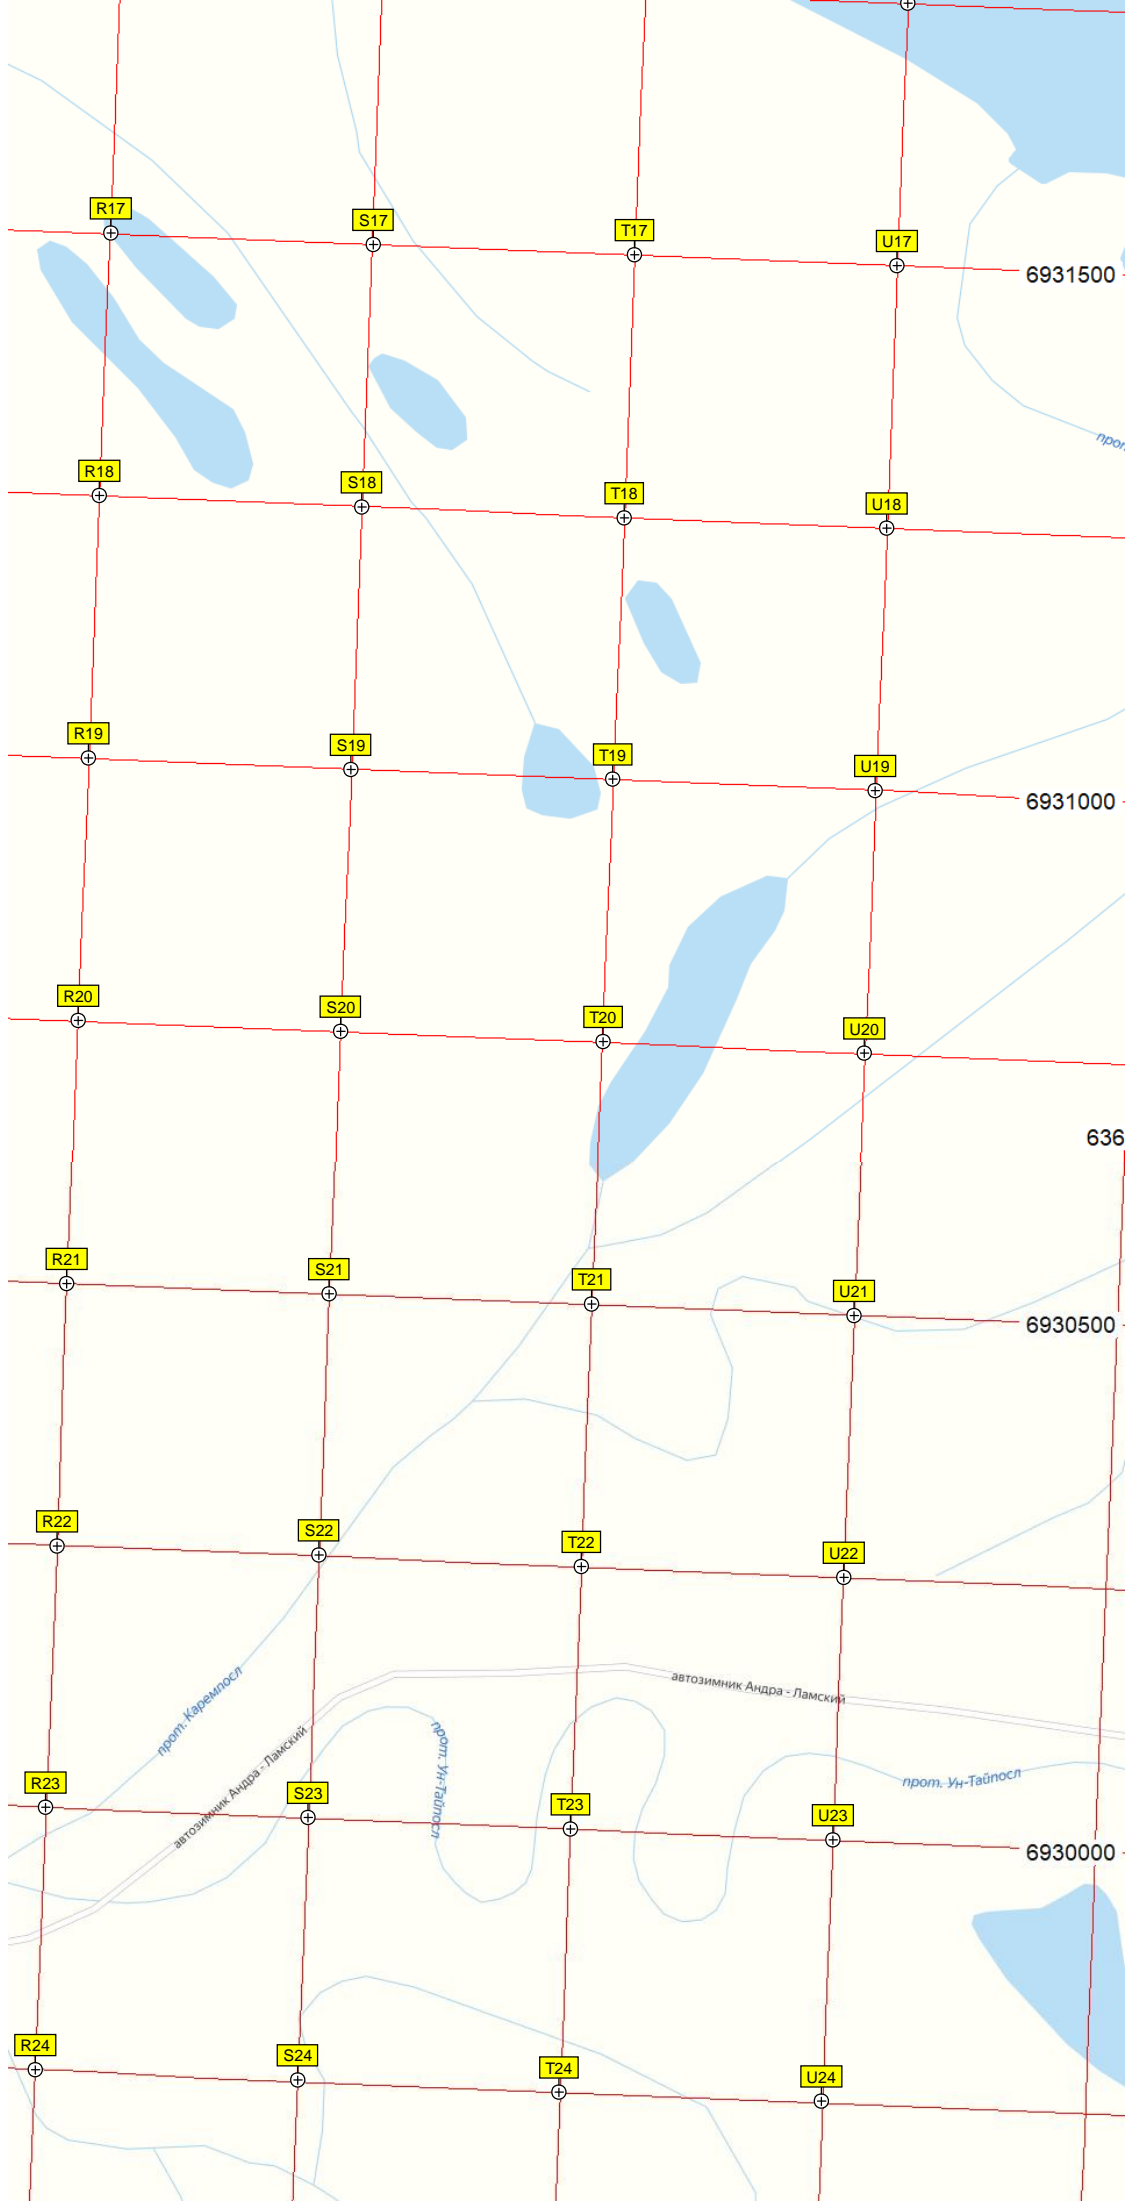 R17
S17
T17
U17
6931500
R18
S18
T18
U18
R19
S19
T19
U19
6931000
R20
S20
T20
U20
636
R21
S21
T21
U21
6930500
R22
S22
T22
U22
прот. Каремпосл
автозимник Андра - Ламский
автозимник Андра - Ламский
прот. Ун-Тайпосл
прот. Ун-Тайпосл
R23
S23
T23
U23
6930000
R24
S24
T24
U24